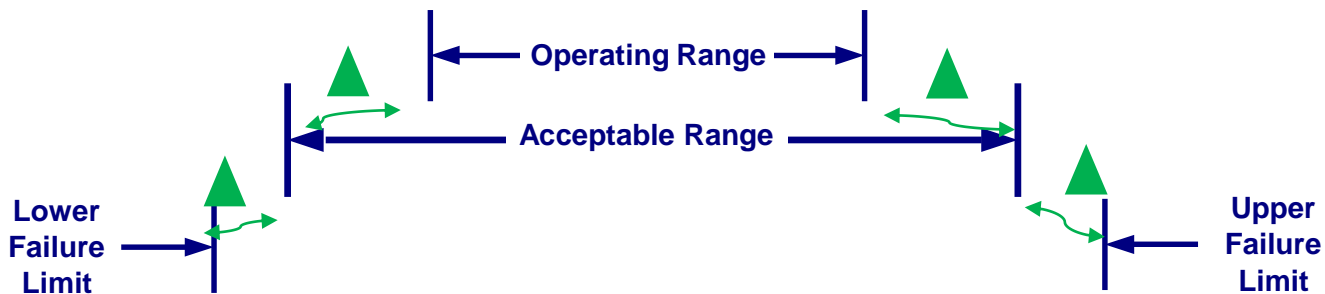 Operating Range
Acceptable Range
Lower
Failure
Limit
Upper
Failure
Limit